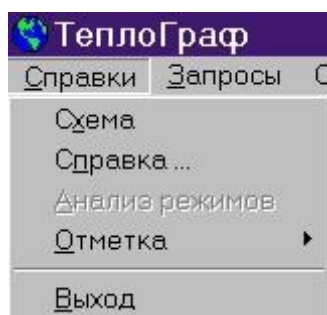 ТеплоГраф
Справки Запросы
Схема
Справка ...
Анализ режимов
Отметка
Выход